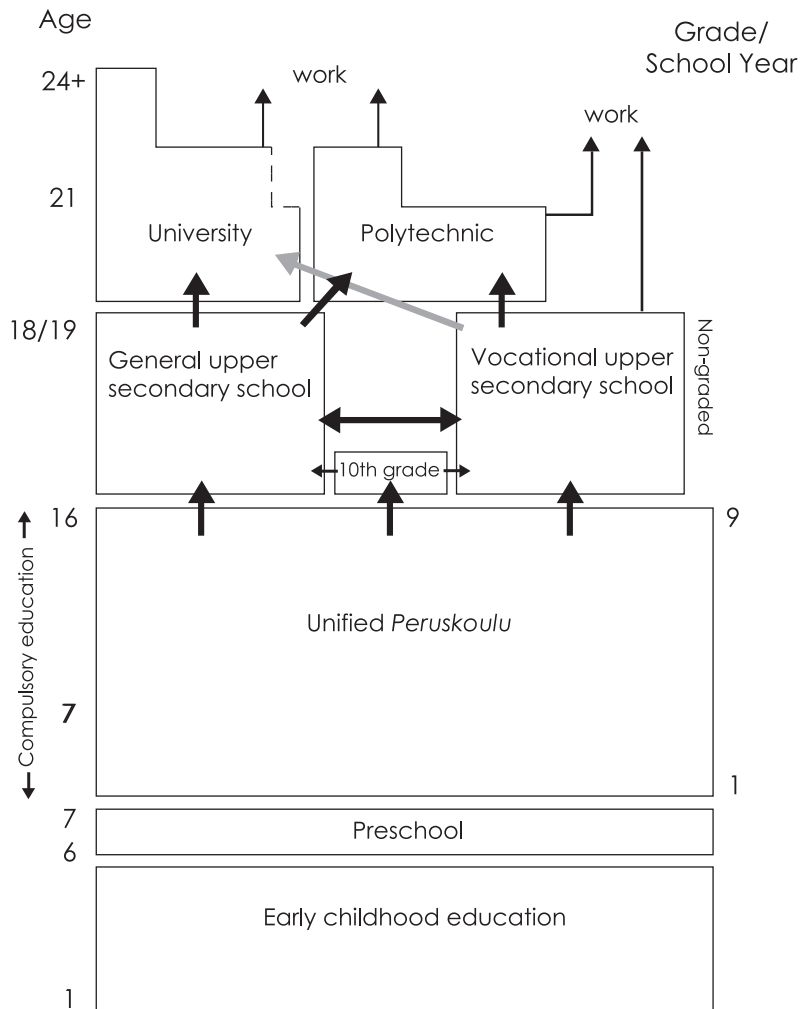 Age
Grade/
School Year
24+
work
work
21
University
Polytechnic
18/19
General upper
secondary school
Vocational upper
secondary school
Non-graded
10th grade
16
9
Compulsory education
Unified Peruskoulu
7
1
7
Preschool
6
Early childhood education
1